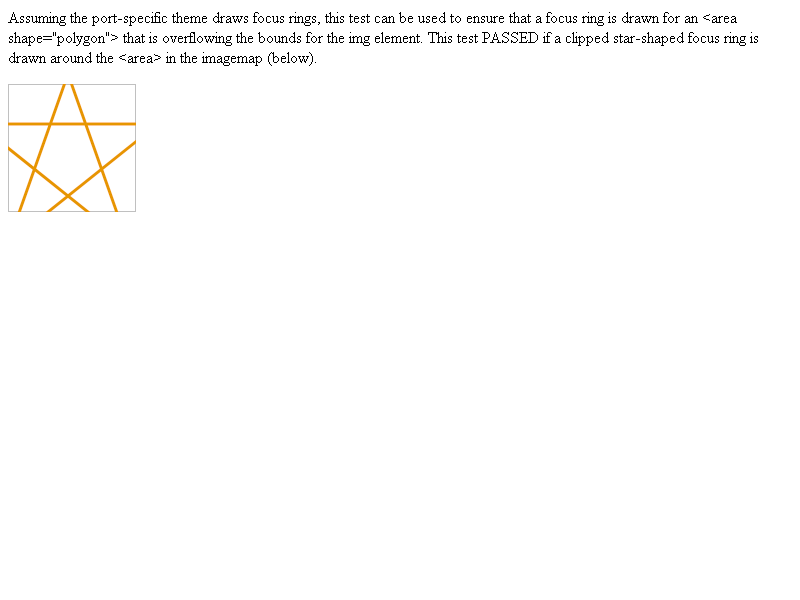 Assuming the port-specific theme draws focus rings, this test can be used to ensure that a focus ring is drawn for an <area
shape="polygon"> that is overflowing the bounds for the img element. This test PASSED if a clipped star-shaped focus ring is
drawn around the <area> in the imagemap (below).